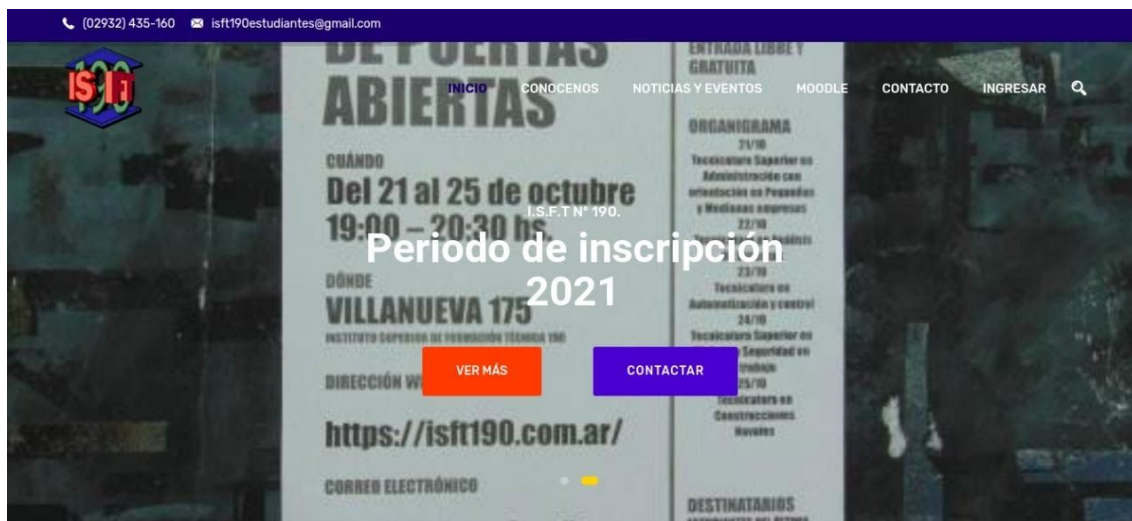 (02932) 435-160 isft190estudiantes@gmail.com
DE PUERTAS
ABIERTAS
ENTRADA LIBRE Y
GRATUITA
INICIO CONOCENOS NOTICIAS Y EVENTOS MOODLE CONTACTO INGRESAR
CUÁNDO
Del 21 al 25 de octubre
19:00 – 20:30 hs.
DÓNDE
VILLANUEVA 175
INSTITUTO SUPERIOR DE FORMACIÓN TÉCNICA 190
DIRECCIÓN W
https://isft190.com.ar/
CORREO ELECTRÓNICO
ORGANIGRAMA
21/10
Tecnicatura Superior en
Administración con
orientación en Pequeñas
y Medianas empresas
22/10
Análisis
23/10
Tecnicatura en
Automatización y control
24/10
Tecnicatura Superior en
Seguridad en
trabajo
25/10
Tecnicatura en
Construcciones
Navales
DESTINATARIOS
I.S.F.T N° 190.
Periodo de inscripción
2021
VER MÁS CONTACTAR